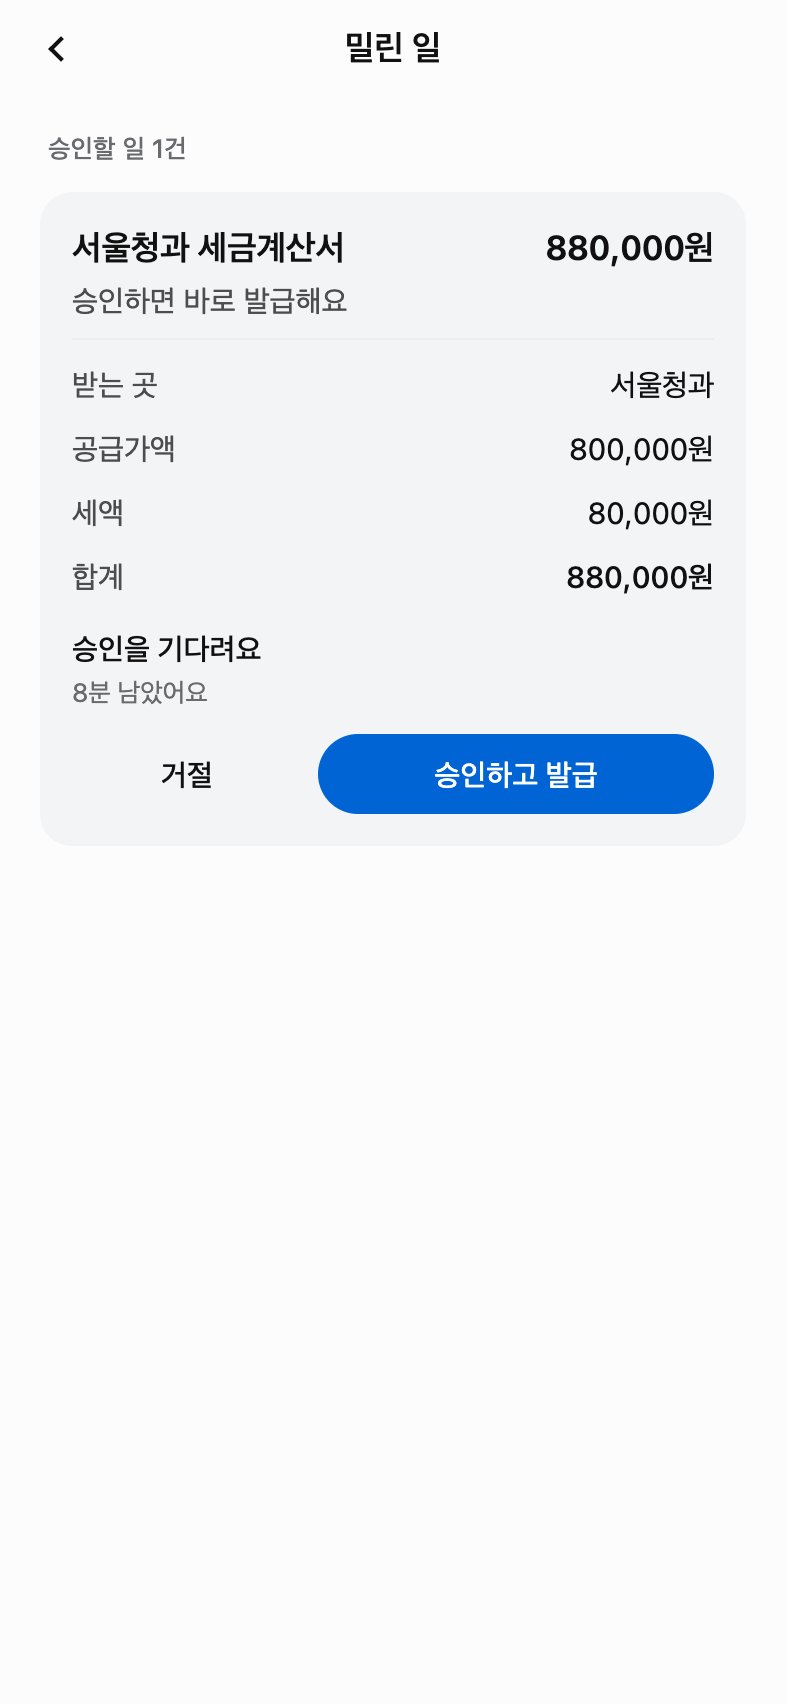 밀린 일
승인할 일 1건
서울청과 세금계산서 880,000원
승인하면 바로 발급해요
받는 곳 서울청과
공급가액 800,000원
세액 80,000원
합계 880,000원
승인을 기다려요
8분 남았어요
거절 승인하고 발급